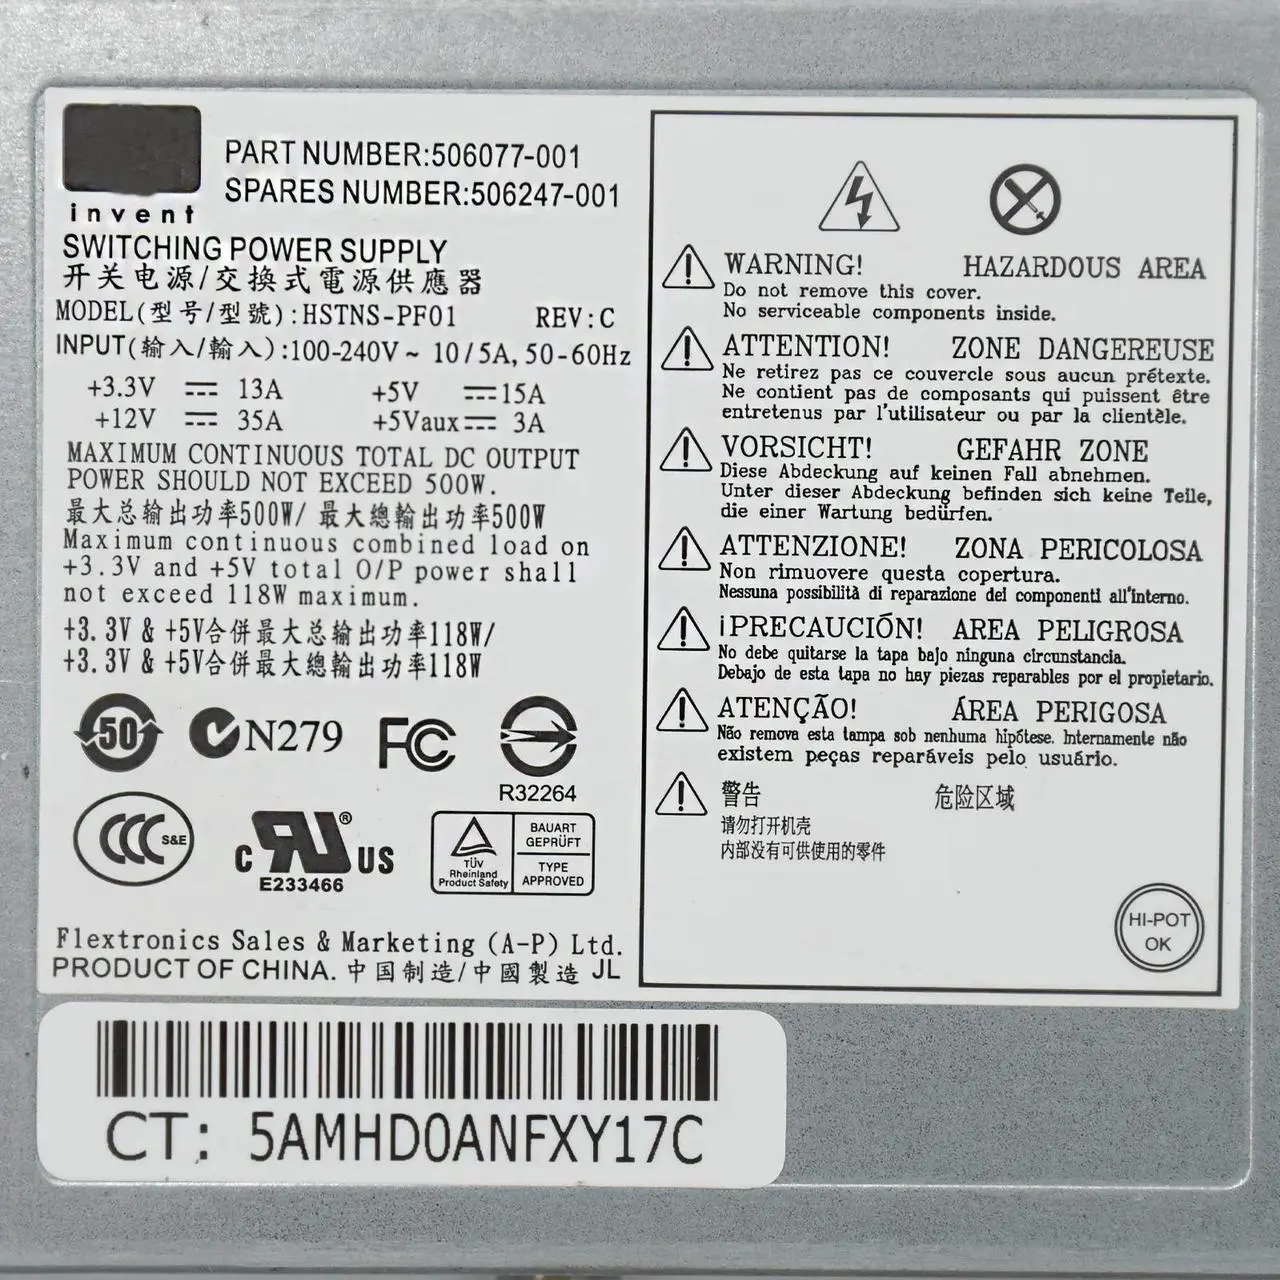 invent
PART NUMBER:506077-001
SPARES NUMBER:506247-001
SWITCHING POWER SUPPLY
开关电源/交換式電源供應器
MODEL(型号/型號):HSTNS-PF01 REV:C
INPUT(输入/輸入):100-240V~ 10/5A, 50-60Hz
+3.3V ⎓ 13A +5V ⎓ 15A
+12V ⎓ 35A +5Vaux ⎓ 3A
MAXIMUM CONTINUOUS TOTAL DC OUTPUT
POWER SHOULD NOT EXCEED 500W.
最大总输出功率500W/ 最大總輸出功率500W
Maximum continuous combined load on
+3.3V and +5V total O/P power shall
not exceed 118W maximum.
+3.3V & +5V合併最大总输出功率118W/
+3.3V & +5V合併最大總輸出功率118W
50 N279 FC
R32264
CCC S&E
c RU ® US
E233466
TÜV
Rheinland
Product Safety
BAUART
GEPRÜFT
TYPE
APPROVED
Flextronics Sales & Marketing (A-P) Ltd.
PRODUCT OF CHINA. 中国制造/中國製造 JL
WARNING! HAZARDOUS AREA
Do not remove this cover.
No serviceable components inside.
ATTENTION! ZONE DANGEREUSE
Ne retirez pas ce couvercle sous aucun prétexte.
Ne contient pas de composants qui puissent être
entretenus par l'utilisateur ou par la clientèle.
VORSICHT! GEFAHR ZONE
Diese Abdeckung auf keinen Fall abnehmen.
Unter dieser Abdeckung befinden sich keine Teile,
die einer Wartung bedürfen.
ATTENZIONE! ZONA PERICOLOSA
Non rimuovere questa copertura.
Nessuna possibilità di reparazione dei componenti all'interno.
¡PRECAUCIÓN! AREA PELIGROSA
No debe quitarse la tapa bajo ninguna circunstancia.
Debajo de esta tapa no hay piezas reparables por el propietario.
ATENÇÃO! ÁREA PERIGOSA
Não remova esta tampa sob nenhuma hipótese. Internamente não
existem peças reparáveis pelo usuário.
警告 危险区域
请勿打开机壳
内部没有可供使用的零件
HI-POT
OK
CT: 5AMHD0ANFXY17C